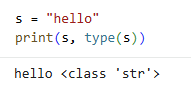 s = "hello"
print(s, type(s))
hello <class 'str'>